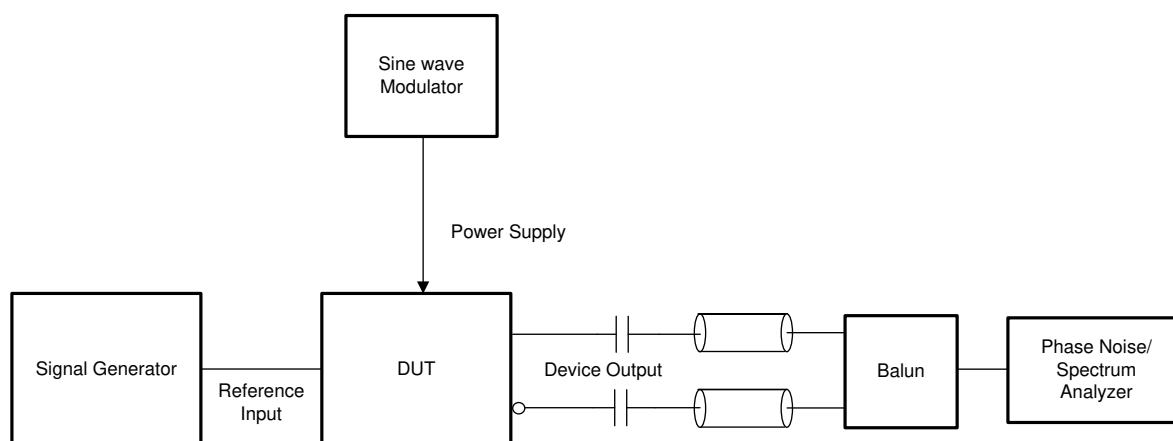 Sine wave
Modulator
Power Supply
Signal Generator
Reference
Input
DUT
Device Output
Balun
Phase Noise/
Spectrum
Analyzer